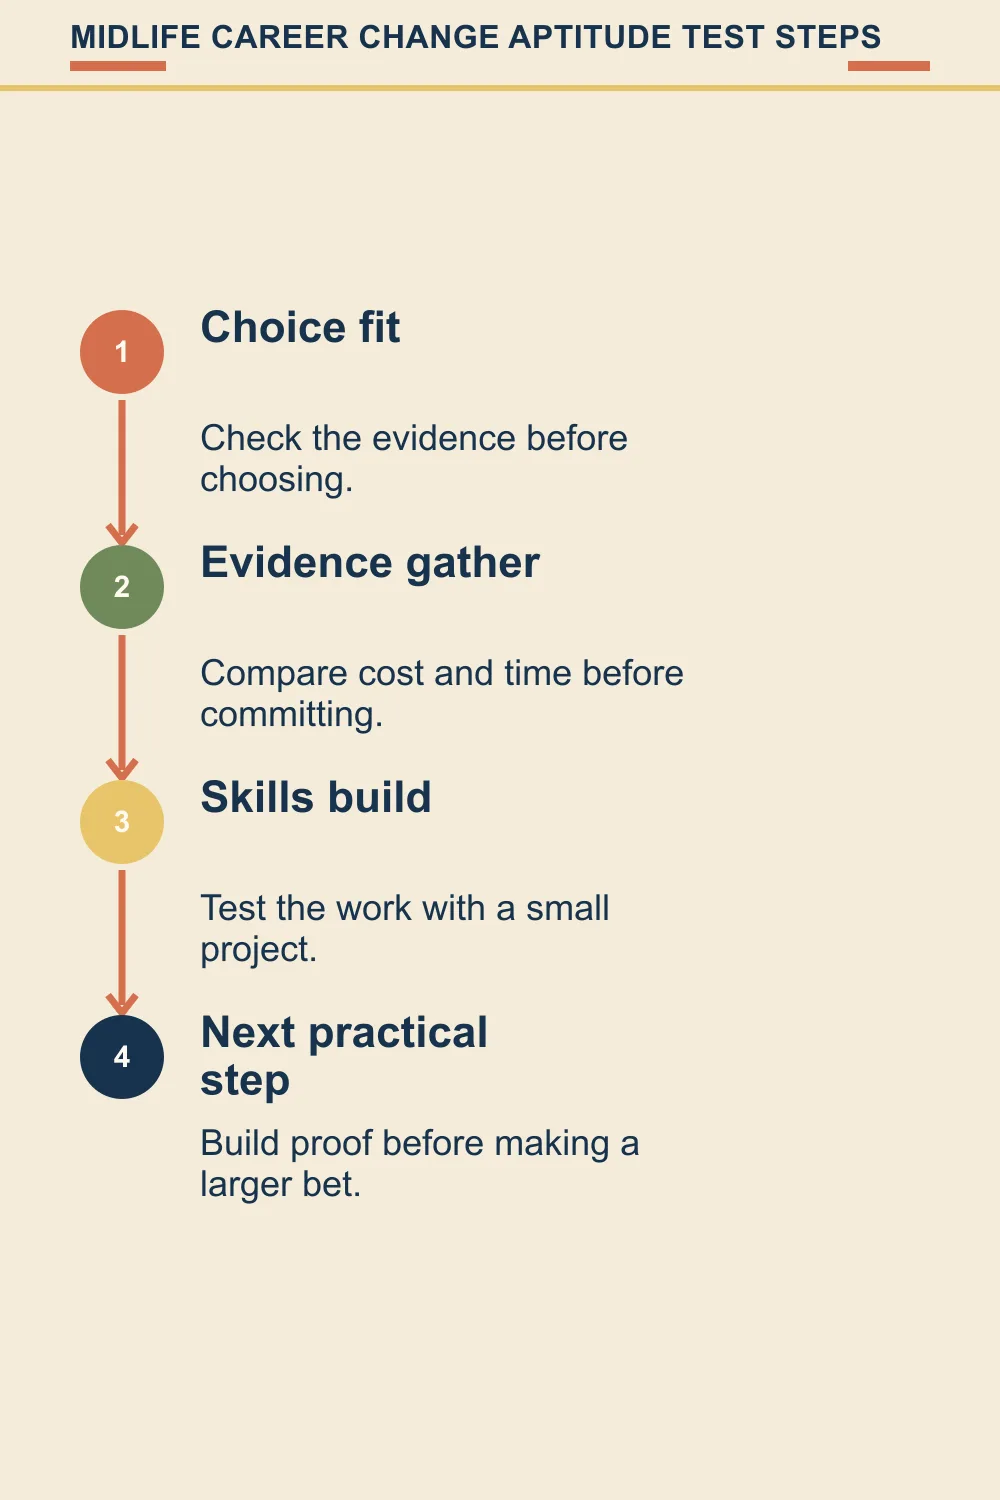 MIDLIFE CAREER CHANGE APTITUDE TEST STEPS
1
Choice fit
Check the evidence before
choosing.
2
Evidence gather
Compare cost and time before
committing.
3
Skills build
Test the work with a small
project.
4
Next practical
step
Build proof before making a
larger bet.